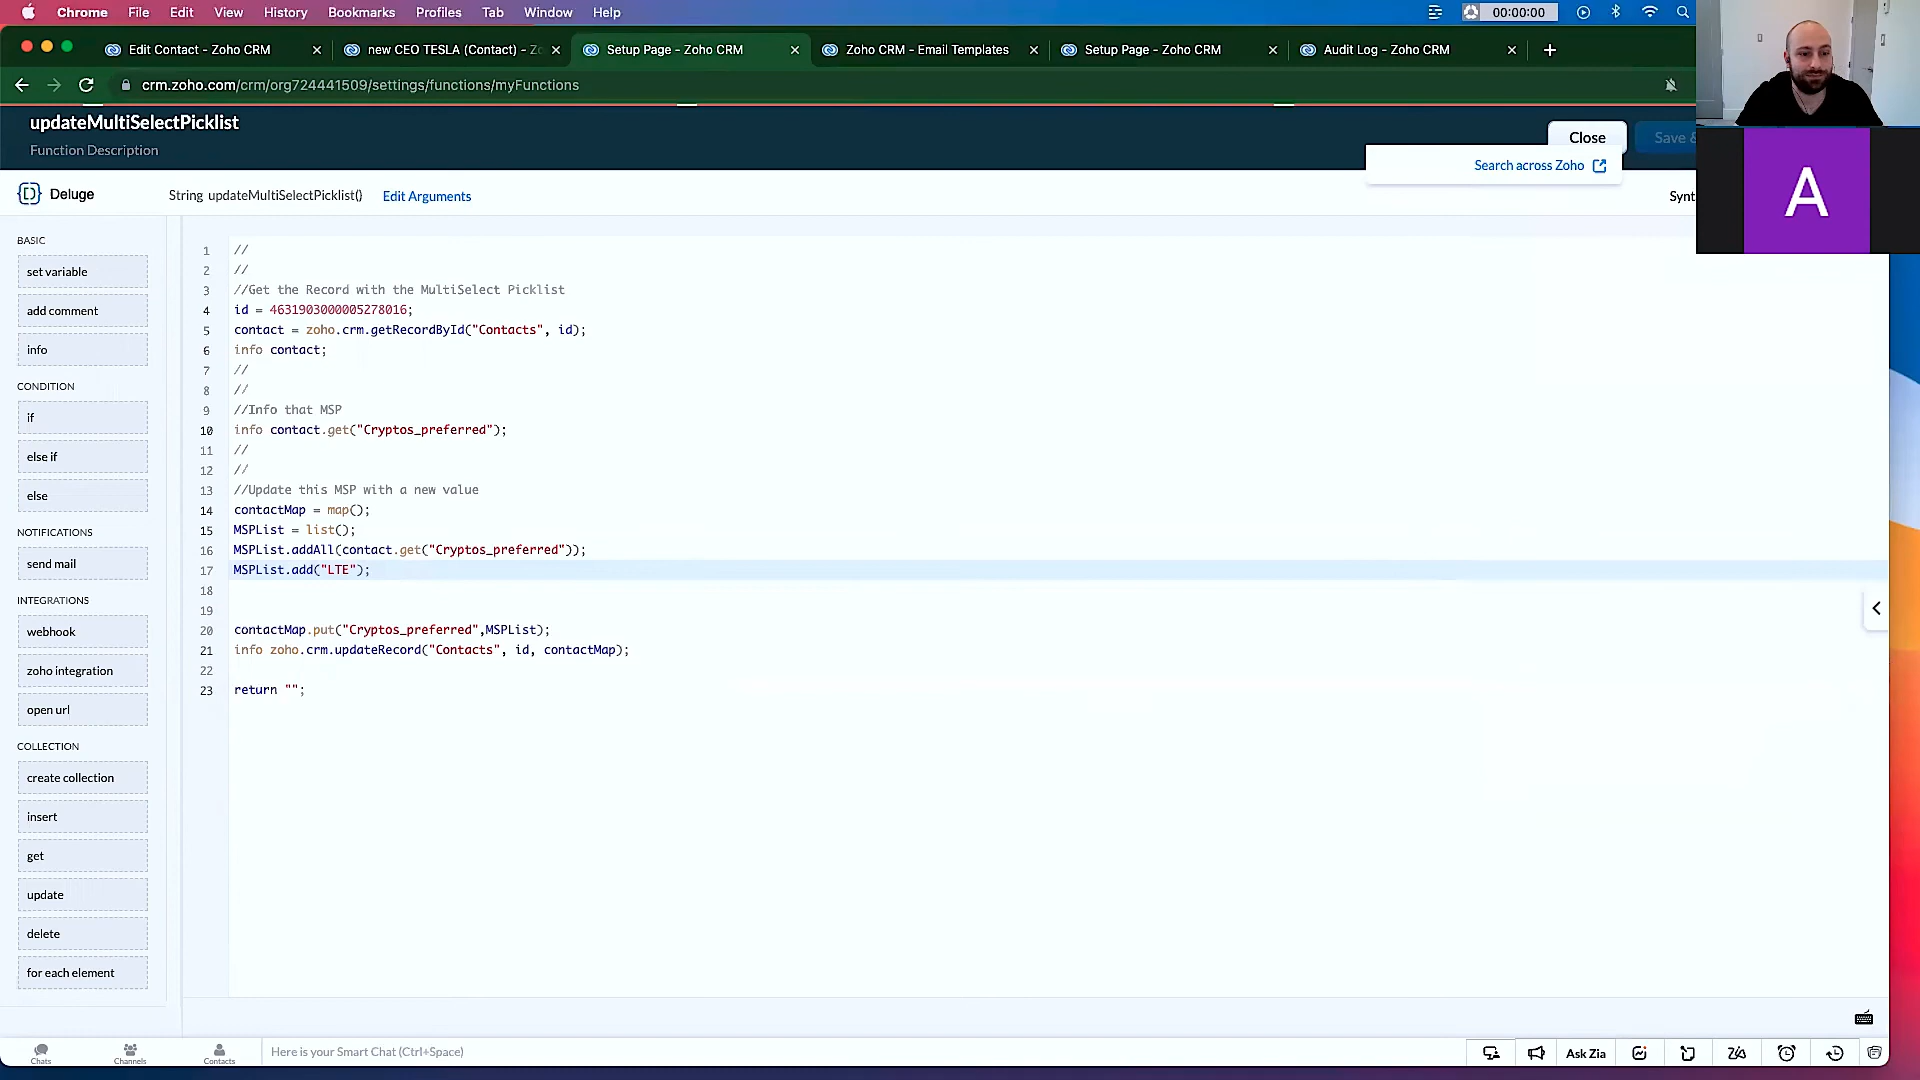 Chrome File Edit View History Bookmarks Profiles Tab Window Help 00:00:00
Edit Contact - Zoho CRM
new CEO TESLA (Contact) - Zo
Setup Page - Zoho CRM
Zoho CRM - Email Templates
Setup Page - Zoho CRM
Audit Log - Zoho CRM
crm.zoho.com/crm/org724441509/settings/functions/myFunctions
updateMultiSelectPicklist
Function Description
Close
Save &
Search across Zoho
Deluge
String updateMultiSelectPicklist()
Edit Arguments
Synt
A
BASIC
set variable
add comment
info
CONDITION
if
else if
else
NOTIFICATIONS
send mail
INTEGRATIONS
webhook
zoho integration
open url
COLLECTION
create collection
insert
get
update
delete
for each element
1 //
2 //
3 //Get the Record with the MultiSelect Picklist
4 id = 4631903000005278016;
5 contact = zoho.crm.getRecordById("Contacts", id);
6 info contact;
7 //
8 //
9 //Info that MSP
10 info contact.get("Cryptos_preferred");
11 //
12 //
13 //Update this MSP with a new value
14 contactMap = map();
15 MSPList = list();
16 MSPList.addAll(contact.get("Cryptos_preferred"));
17 MSPList.add("LTE");
18
19
20 contactMap.put("Cryptos_preferred",MSPList);
21 info zoho.crm.updateRecord("Contacts", id, contactMap);
22
23 return "";
Chats
Channels
Contacts
Here is your Smart Chat (Ctrl+Space)
Ask Zia